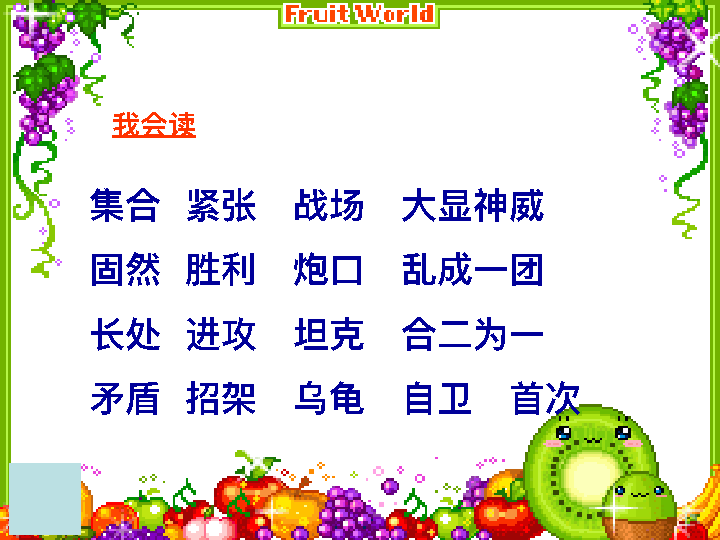 Fruit World
我会读
集合 紧张 战场 大显神威
固然 胜利 炮口 乱成一团
长处 进攻 坦克 合二为一
矛盾 招架 乌龟 自卫 首次